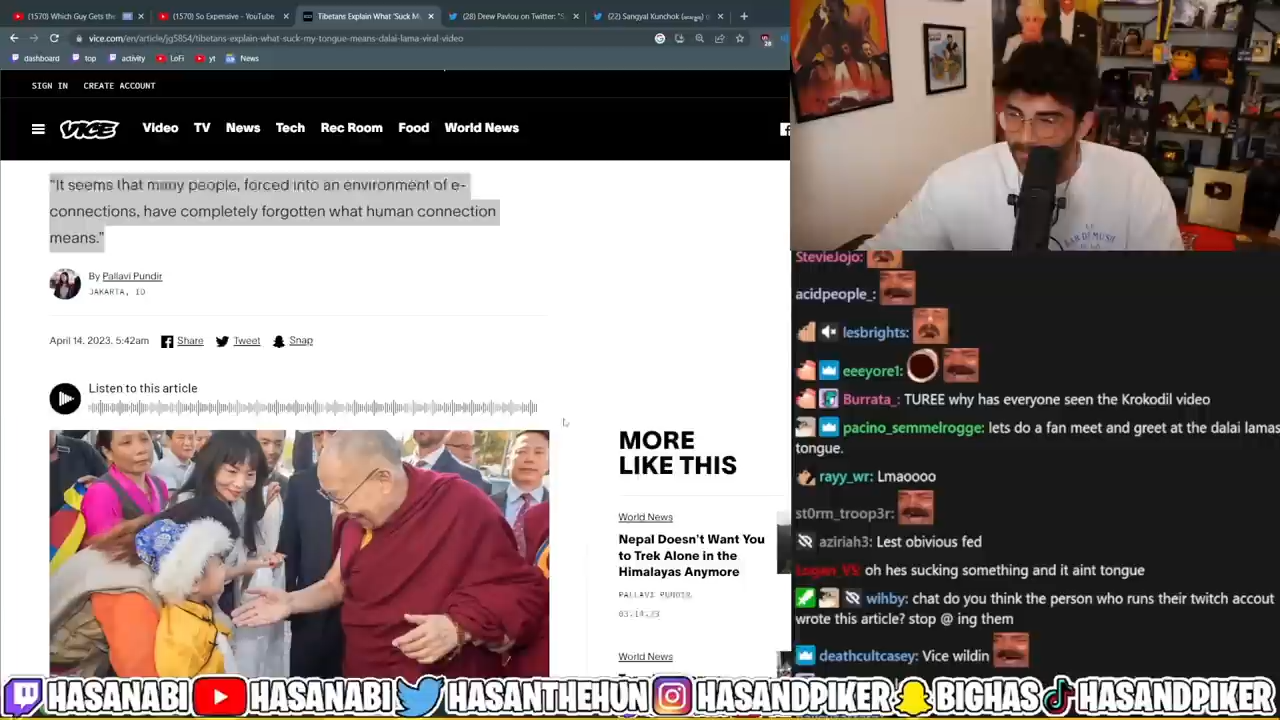 (1570) Which Guy Gets the
(1570) So Expensive - YouTube
Tibetans Explain What 'Suck M
(28) Drew Pavlou on Twitter: "S
(22) Sangyal Kunchok
vice.com/en/article/jg5854/tibetans-explain-what-suck-my-tongue-means-dalai-lama-viral-video
dashboard
top
activity
LoFi
yt
News
SIGN IN
CREATE ACCOUNT
VICE
Video
TV
News
Tech
Rec Room
Food
World News
"It seems that many people, forced into an environment of e-
connections, have completely forgotten what human connection
means."
By Pallavi Pundir
JAKARTA, ID
April 14, 2023, 5:42am
Share
Tweet
Snap
Listen to this article
MORE
LIKE THIS
World News
Nepal Doesn't Want You
to Trek Alone in the
Himalayas Anymore
PALLAVI PUNDIR
03.14.23
World News
StevieJojo:
acidpeople_:
lesbrights:
eeeyore1:
Burrata_: TUREE why has everyone seen the Krokodil video
pacino_semmelrogge: lets do a fan meet and greet at the dalai lamas
tongue.
rayy_wr: Lmaoooo
st0rm_troop3r:
aziriah3: Lest obivious fed
Logan_VS: oh hes sucking something and it aint tongue
wihby: chat do you think the person who runs their twitch accout
wrote this article? stop @ ing them
deathcultcasey: Vice wildin
HASANABI
HASANABI
HASANTHEHUN
HASANDPIKER
BIGHAS
HASANDPIKER